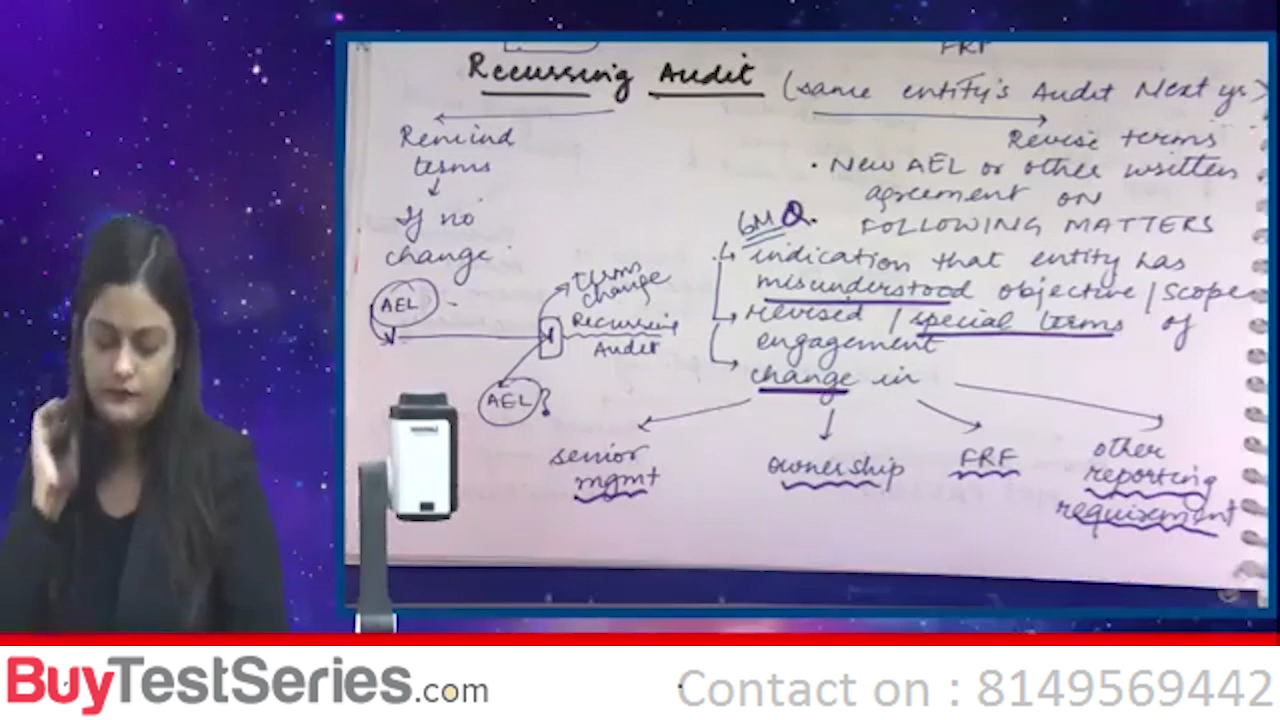 FRF
Recurring Audit (same entity's Audit Next yr)
Remind
terms
If no
change
AEL
terms
change
Recurring
Audit
AEL ?
Revise terms
• New AEL or other written
agreement on
FOLLOWING MATTERS
6M Q.
indication that entity has
misunderstood objective / scope
revised / special terms of
engagement
change in
senior
mgmt
ownership
FRF
other
reporting
requirement
BuyTestSeries.com
Contact on : 8149569442